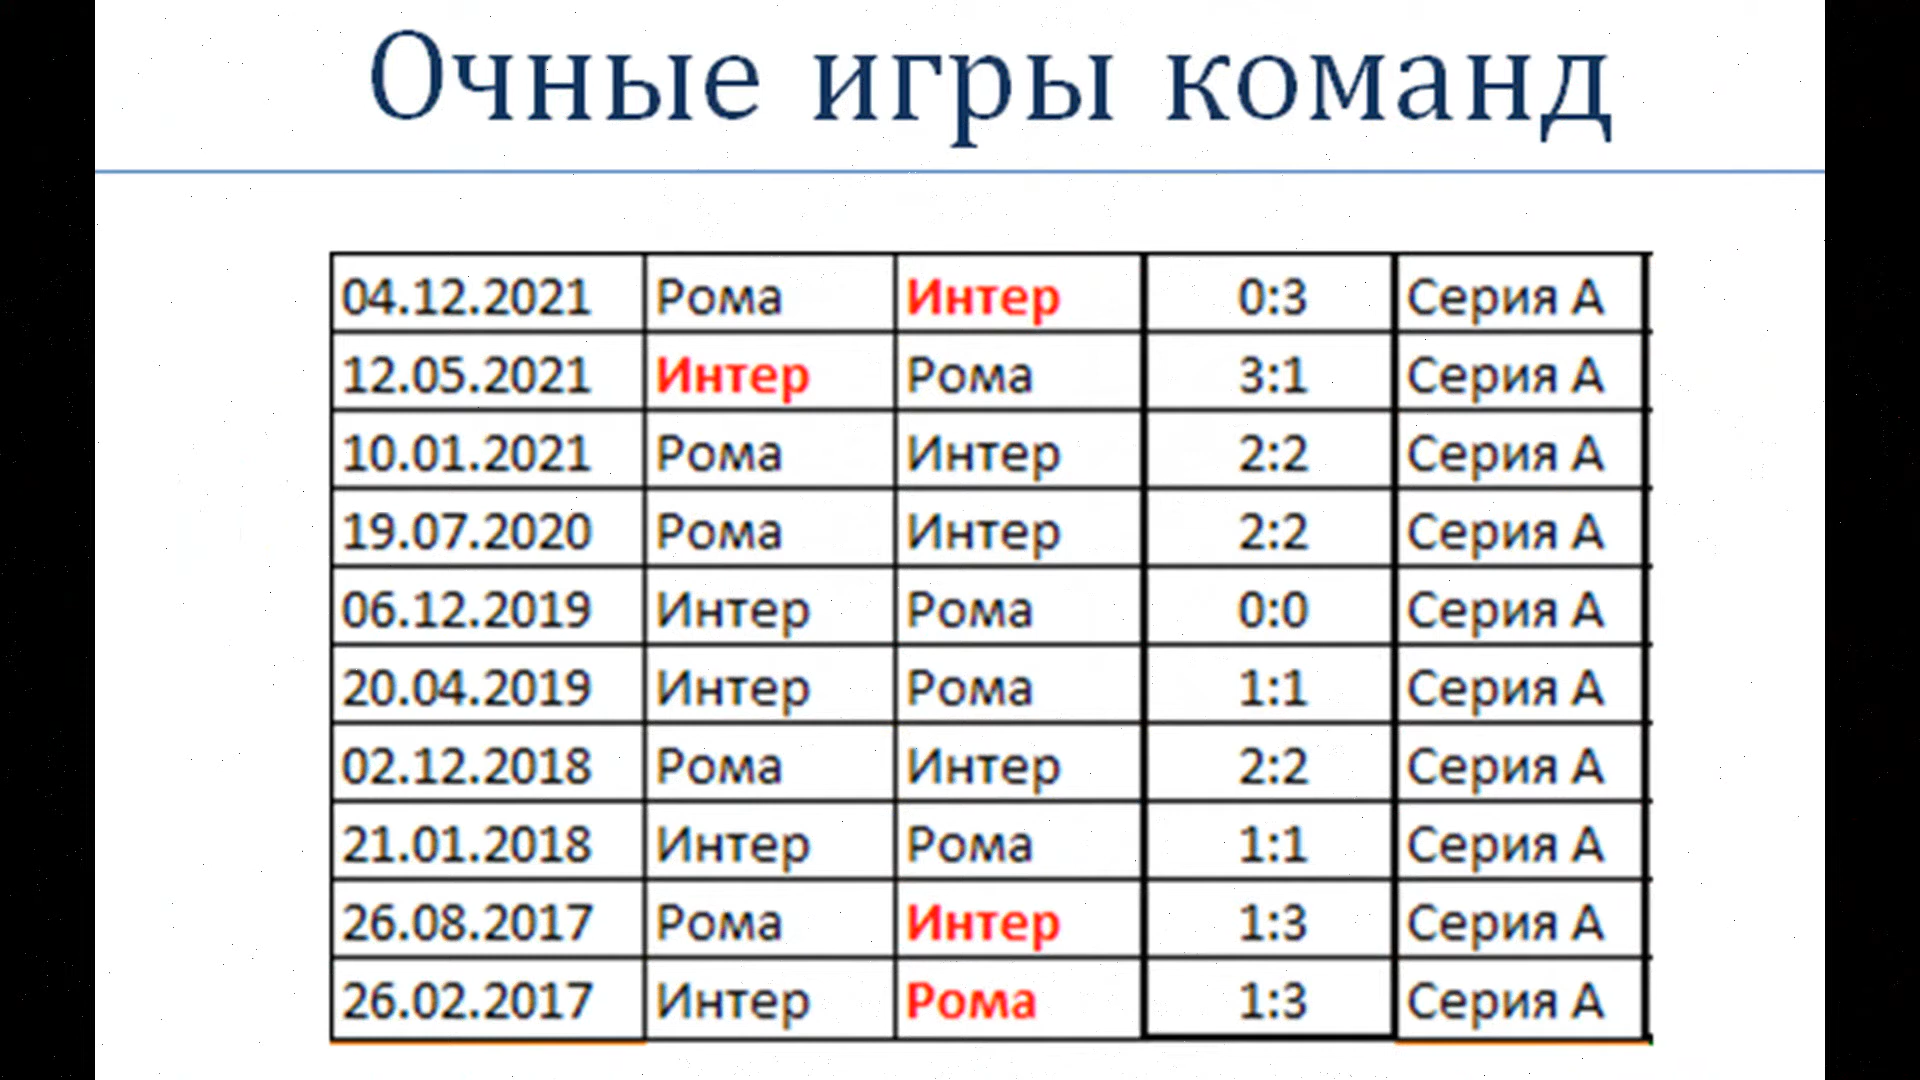 Очные игры команд
04.12.2021 Рома Интер 0:3 Серия А
12.05.2021 Интер Рома 3:1 Серия А
10.01.2021 Рома Интер 2:2 Серия А
19.07.2020 Рома Интер 2:2 Серия А
06.12.2019 Интер Рома 0:0 Серия А
20.04.2019 Интер Рома 1:1 Серия А
02.12.2018 Рома Интер 2:2 Серия А
21.01.2018 Интер Рома 1:1 Серия А
26.08.2017 Рома Интер 1:3 Серия А
26.02.2017 Интер Рома 1:3 Серия А